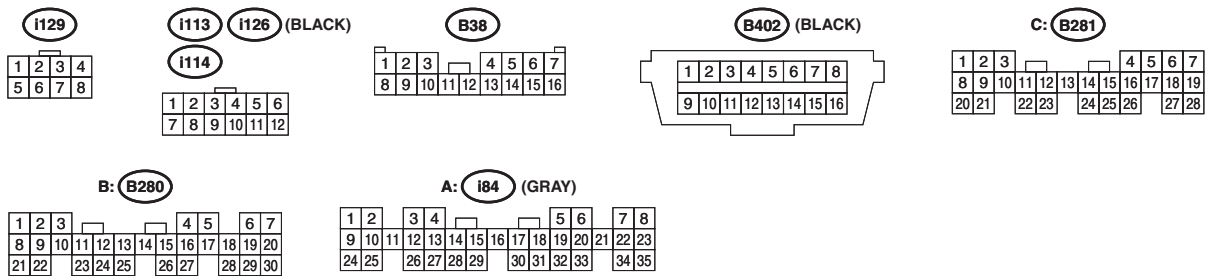 i129
1 2 3 4
5 6 7 8
i113 i126 (BLACK)
i114
1 2 3 4 5 6
7 8 9 10 11 12
B38
1 2 3 4 5 6 7
8 9 10 11 12 13 14 15 16
B402 (BLACK)
1 2 3 4 5 6 7 8
9 10 11 12 13 14 15 16
C: B281
1 2 3 4 5 6 7
8 9 10 11 12 13 14 15 16 17 18 19
20 21 22 23 24 25 26 27 28
B: B280
1 2 3 4 5 6 7
8 9 10 11 12 13 14 15 16 17 18 19 20
21 22 23 24 25 26 27 28 29 30
A: i84 (GRAY)
1 2 3 4 5 6 7 8
9 10 11 12 13 14 15 16 17 18 19 20 21 22 23
24 25 26 27 28 29 30 31 32 33 34 35